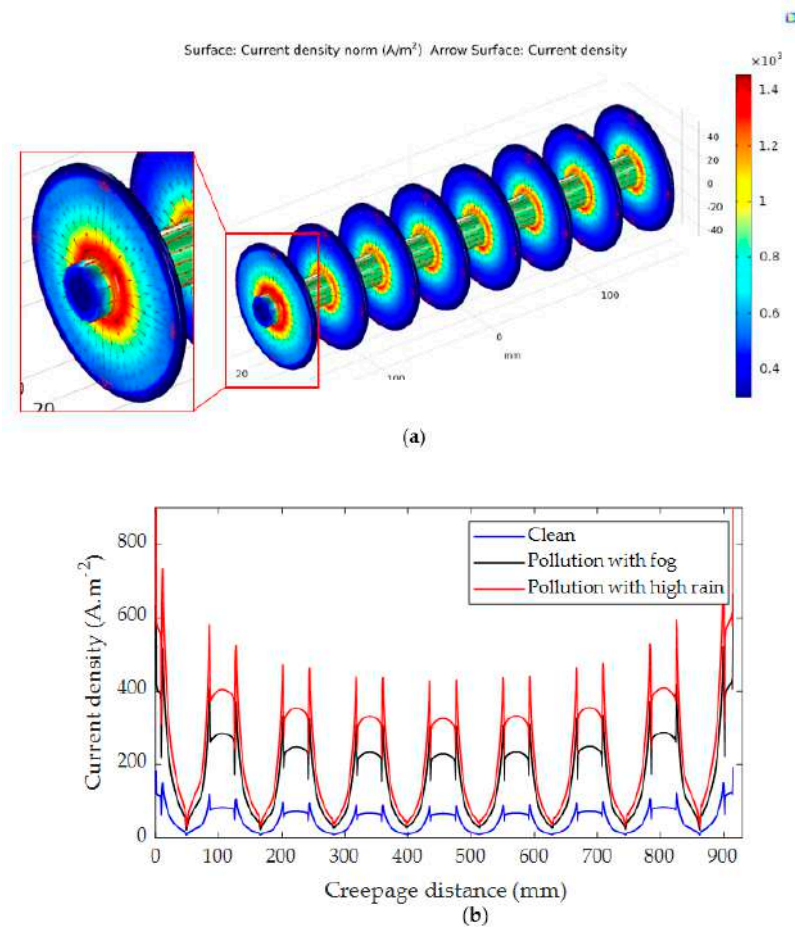 Surface: Current density norm (A/m²) Arrow Surface: Current density
×10³
1.4
1.2
1
0.8
0.6
0.4
40
20
0
-20
-40
100
0
mm
100
20
20
(a)
Clean
Pollution with fog
Pollution with high rain
Current density (A.m⁻²)
800
600
400
200
0
0 100 200 300 400 500 600 700 800 900
Creepage distance (mm)
(b)